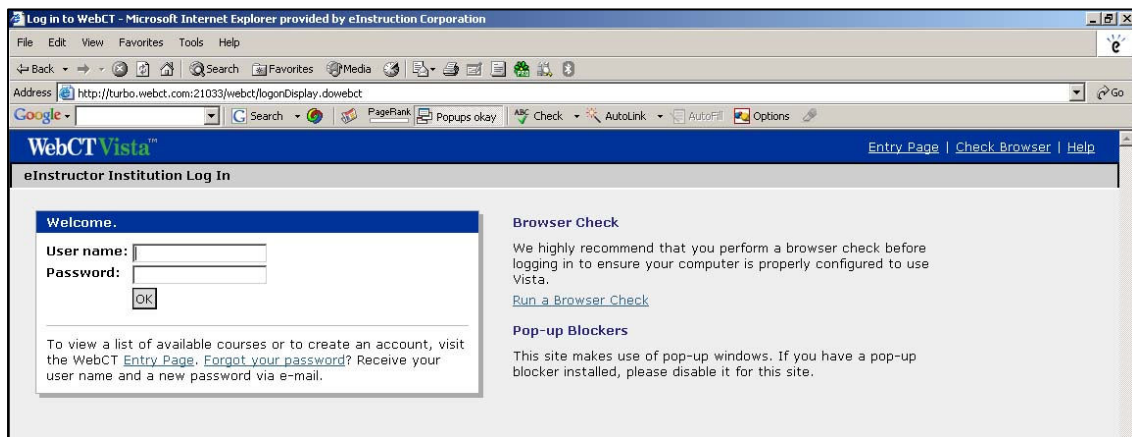 Log in to WebCT - Microsoft Internet Explorer provided by eInstruction Corporation
File Edit View Favorites Tools Help
Back Search Favorites Media
Address http://turbo.webct.com:21033/webct/logonDisplay.dowebct Go
Google Search PageRank Popups okay ABC Check AutoLink AutoFill Options
WebCT Vista™ Entry Page | Check Browser | Help
eInstructor Institution Log In
Welcome.
User name:
Password:
OK
To view a list of available courses or to create an account, visit
the WebCT Entry Page. Forgot your password? Receive your
user name and a new password via e-mail.
Browser Check
We highly recommend that you perform a browser check before
logging in to ensure your computer is properly configured to use
Vista.
Run a Browser Check
Pop-up Blockers
This site makes use of pop-up windows. If you have a pop-up
blocker installed, please disable it for this site.